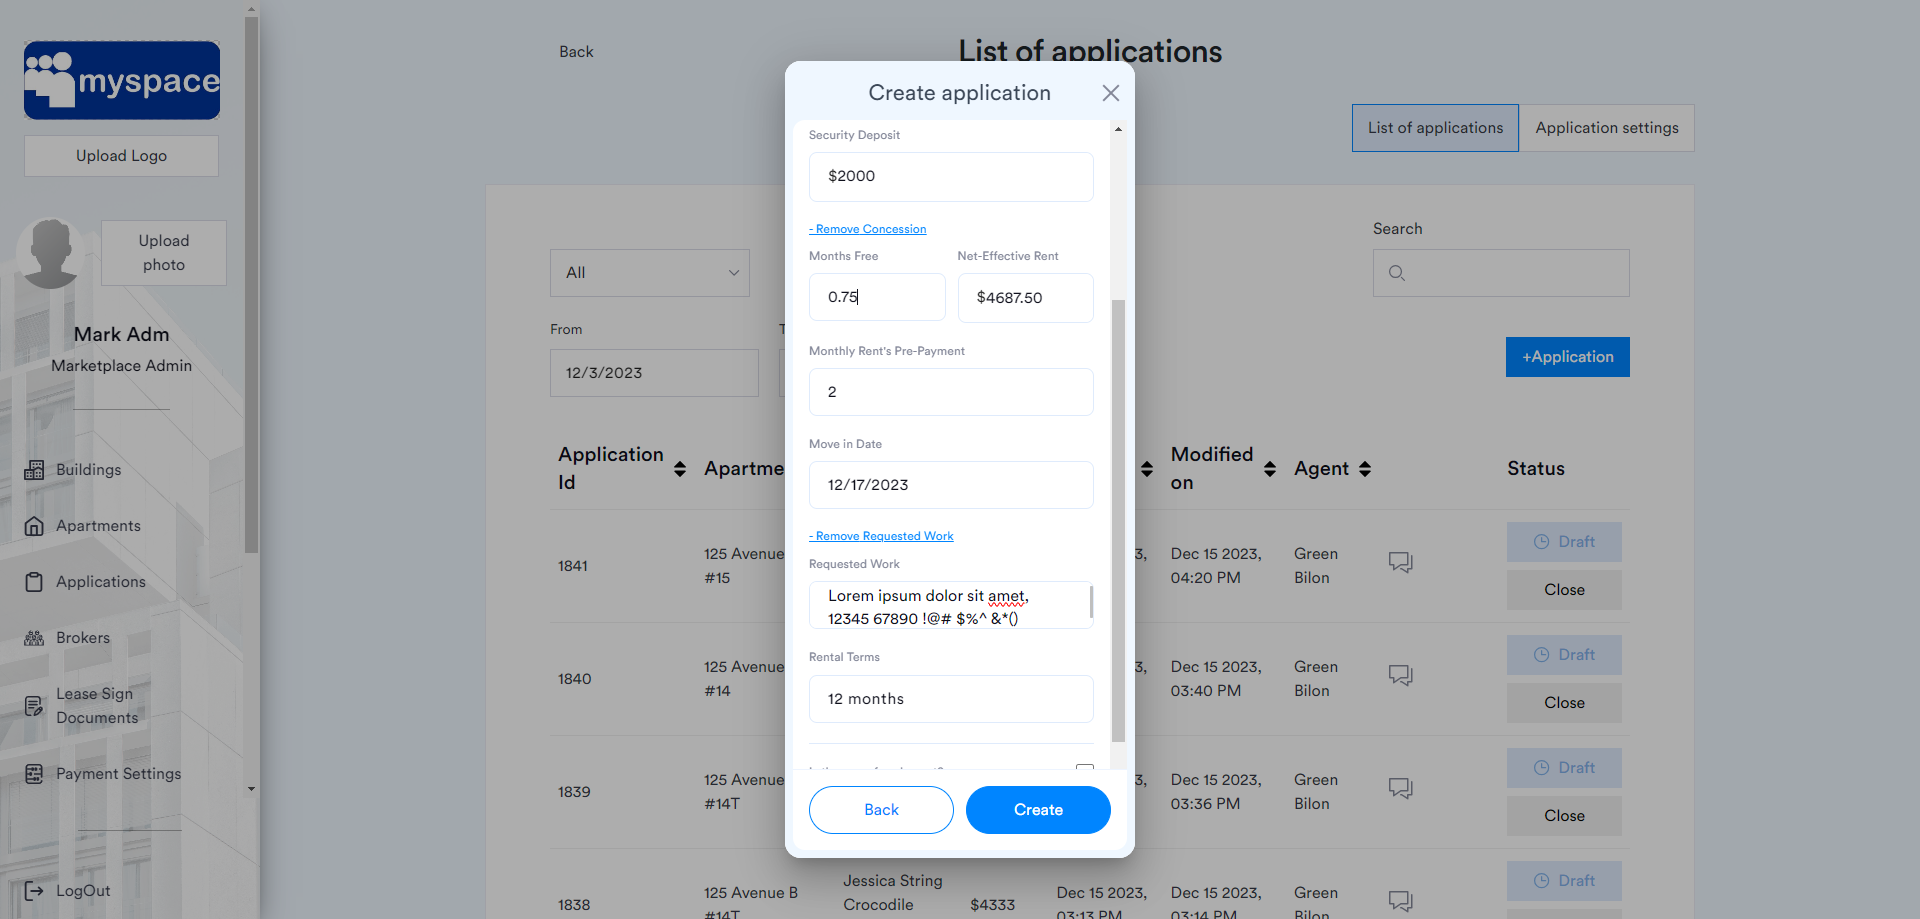 myspace
Upload Logo
Upload
photo
Mark Adm
Marketplace Admin
Buildings
Apartments
Applications
Brokers
Lease Sign
Documents
Payment Settings
LogOut
Back
List of applications
List of applications
Application settings
All
Search
From
T
12/3/2023
+Application
Application
Id
Apartme
Modified
on
Agent
Status
1841
125 Avenue
#15
3,
Dec 15 2023,
04:20 PM
Green
Bilon
Draft
Close
1840
125 Avenue
#14
3,
Dec 15 2023,
03:40 PM
Green
Bilon
Draft
Close
1839
125 Avenue
#14T
3,
Dec 15 2023,
03:36 PM
Green
Bilon
Draft
Close
1838
125 Avenue B
#14T
Jessica String
Crocodile
$4333
Dec 15 2023,
03:13 PM
Dec 15 2023,
03:14 PM
Green
Bilon
Draft
Create application
Security Deposit
$2000
- Remove Concession
Months Free
Net-Effective Rent
0.75
$4687.50
Monthly Rent's Pre-Payment
2
Move in Date
12/17/2023
- Remove Requested Work
Requested Work
Lorem ipsum dolor sit amet,
12345 67890 !@# $%^ &*()
Rental Terms
12 months
Back
Create